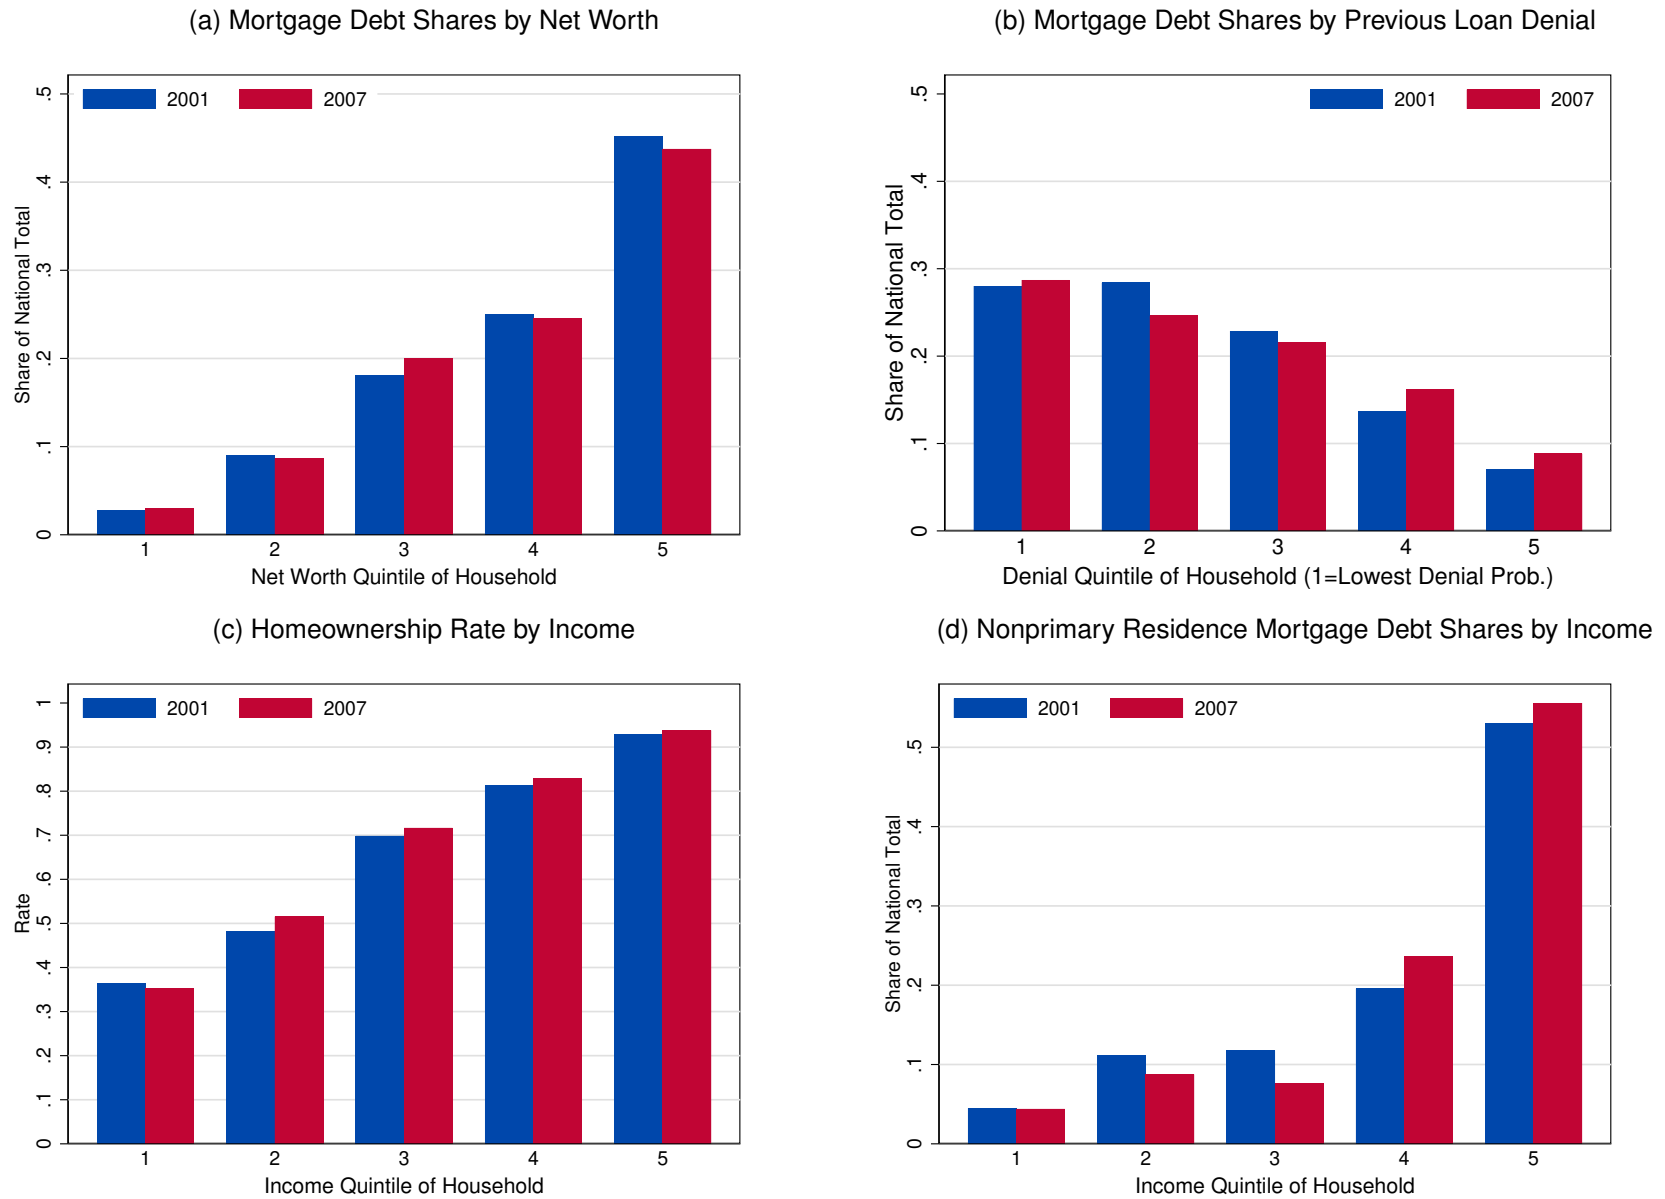 (a) Mortgage Debt Shares by Net Worth
2001 2007
Share of National Total
.5
.4
.3
.2
.1
0
1 2 3 4 5
Net Worth Quintile of Household
(b) Mortgage Debt Shares by Previous Loan Denial
2001 2007
Share of National Total
.5
.4
.3
.2
.1
0
1 2 3 4 5
Denial Quintile of Household (1=Lowest Denial Prob.)
(c) Homeownership Rate by Income
2001 2007
Rate
1
.9
.8
.7
.6
.5
.4
.3
.2
.1
0
1 2 3 4 5
Income Quintile of Household
(d) Nonprimary Residence Mortgage Debt Shares by Income
2001 2007
Share of National Total
.5
.4
.3
.2
.1
0
1 2 3 4 5
Income Quintile of Household